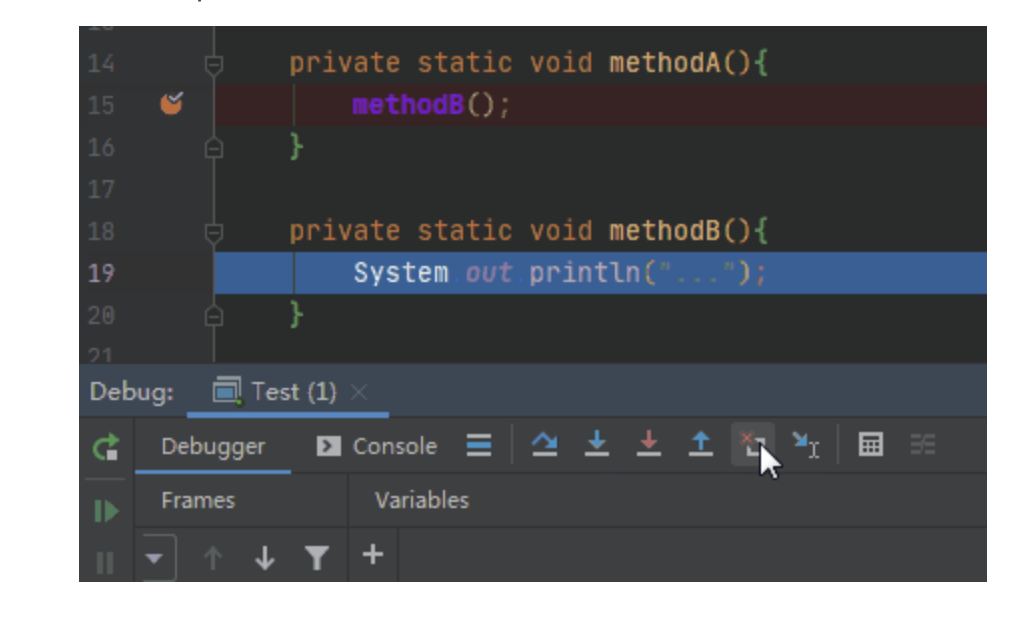 14 private static void methodA(){
15 methodB();
16 }
17
18 private static void methodB(){
19 System.out.println("...");
20 }
21
Debug: Test (1)
Debugger Console
Frames Variables